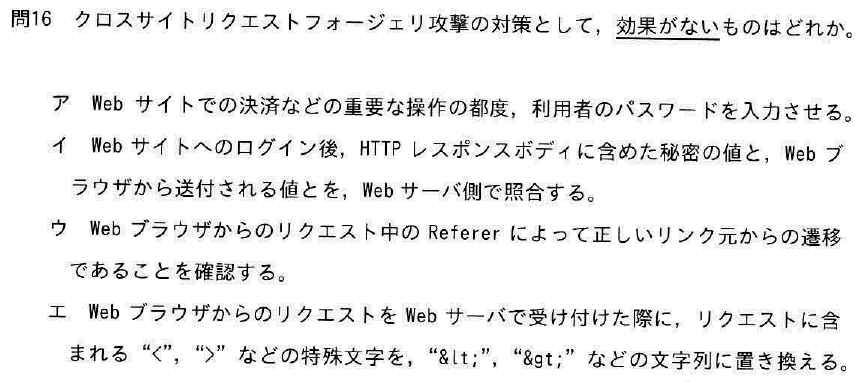 問16 クロスサイトリクエストフォージェリ攻撃の対策として，効果がないものはどれか。
ア Web サイトでの決済などの重要な操作の都度，利用者のパスワードを入力させる。
イ Web サイトへのログイン後，HTTP レスポンスボディに含めた秘密の値と，Web ブ
ラウザから送付される値とを，Web サーバ側で照合する。
ウ Web ブラウザからのリクエスト中の Referer によって正しいリンク元からの遷移
であることを確認する。
エ Web ブラウザからのリクエストを Web サーバで受け付けた際に，リクエストに含
まれる “<”，“>” などの特殊文字を，“&lt;”，“&gt;” などの文字列に置き換える。